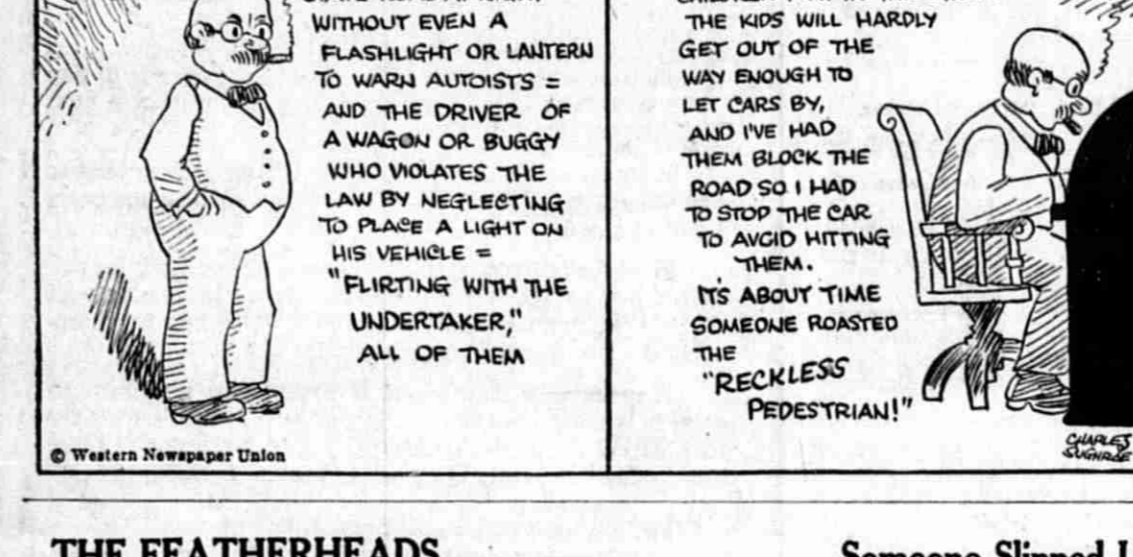 WITHOUT EVEN A
FLASHLIGHT OR LANTERN
TO WARN AUTOISTS =
AND THE DRIVER OF
A WAGON OR BUGGY
WHO VIOLATES THE
LAW BY NEGLECTING
TO PLACE A LIGHT ON
HIS VEHICLE =
"FLIRTING WITH THE
UNDERTAKER,"
ALL OF THEM
© Western Newspaper Union
THE KIDS WILL HARDLY
GET OUT OF THE
WAY ENOUGH TO
LET CARS BY,
AND I'VE HAD
THEM BLOCK THE
ROAD SO I HAD
TO STOP THE CAR
TO AVOID HITTING
THEM.
IT'S ABOUT TIME
SOMEONE ROASTED
THE
"RECKLESS
PEDESTRIAN!"
CHARLES
SUGHROE
THE FEATHERHEADS
Someone Slipped